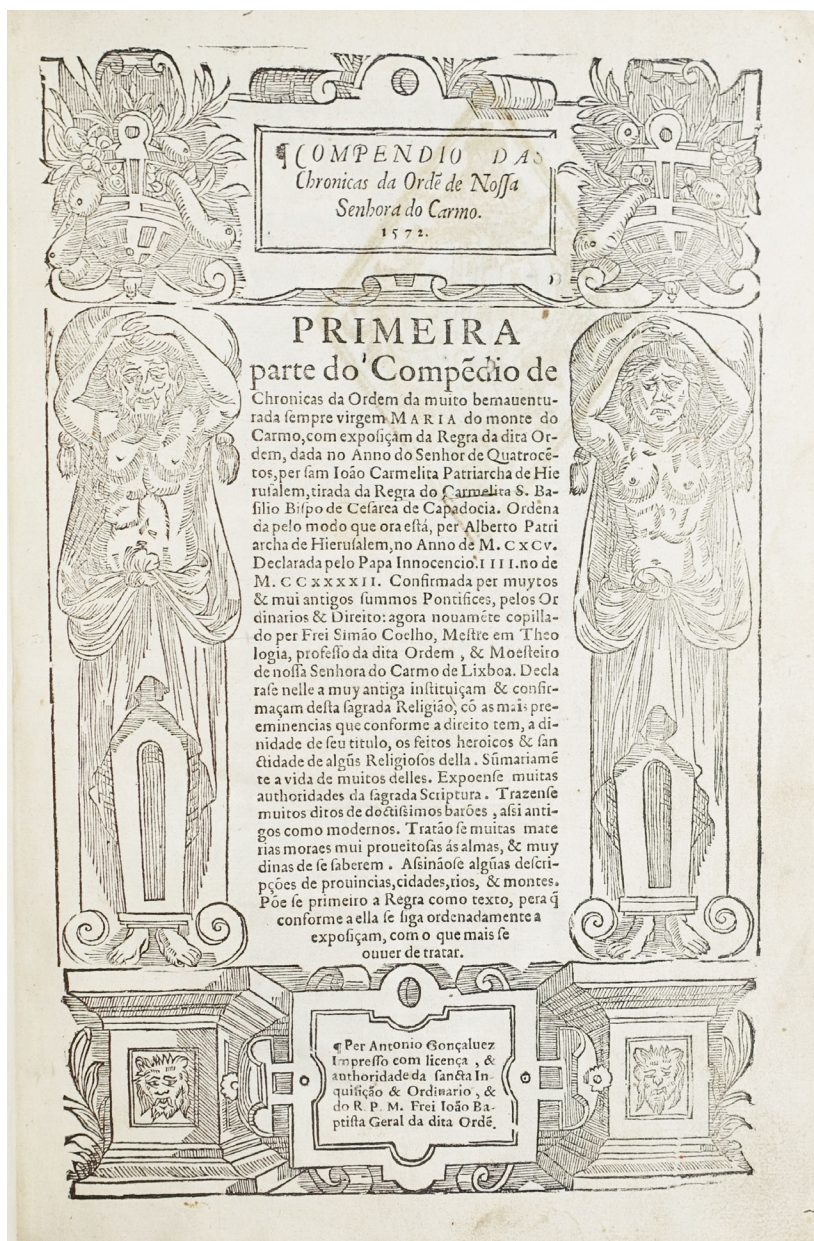 ¶COMPENDIO DAS
Chronicas da Ordẽ de Noſſa
Senhora do Carmo.
1572.
PRIMEIRA
parte do Compẽdio de
Chronicas da Ordem da muito bemauentu-
rada ſempre virgem MARIA do monte do
Carmo, com expoſiçám da Regra da dita Or-
dem, dada no Anno do Senhor de Quatrocẽ-
tos, per ſam Ioão Carmelita Patriarcha de Hie
ruſalem, tirada da Regra do Carmelita S. Ba-
ſilio Biſpo de Ceſarea de Capadocia. Ordena
da pelo modo que ora eſtá, per Alberto Patri
archa de Hieruſalem, no Anno de M. CXCV.
Declarada pelo Papa Innocencio. IIII. no de
M. CCXXXXII. Confirmada per muytos
& mui antigos ſummos Pontifices, pelos Or
dinarios & Direito: agora nouamẽte copilla-
do per Frei Simão Coelho, Meſtre em Theo
logia, profeſſo da dita Ordem, & Moeſteiro
de noſſa Senhora do Carmo de Lixboa. Decla
raſe nelle a muy antiga inſtituiçam & confir-
maçam deſta ſagrada Religião, cõ as mais pre-
eminencias que conforme a direito tem, a di-
nidade de ſeu titulo, os feitos heroicos & ſan
ctidade de algũs Religioſos della. Sũmariamẽ
te a vida de muitos delles. Expoenſe muitas
authoridades da ſagrada Scriptura. Trazenſe
muitos ditos de doctiſsimos barões, aſsi anti-
gos como modernos. Tratão ſe muitas mate
rias moraes mui proueitoſas ás almas, & muy
dinas de ſe ſaberem. Aſsinãoſe algũas deſcri-
pções de prouincias, cidades, rios, & montes.
Põe ſe primeiro a Regra como texto, pera q̃
conforme a ella ſe ſiga ordenadamente a
expoſiçam, com o que mais ſe
ouuer de tratar.
¶Per Antonio Gonçaluez
Impreſſo com licença, &
authoridade da ſancta In-
quiſição & Ordinario, &
do R. P. M. Frei Ioão Ba-
ptiſta Geral da dita Ordẽ.